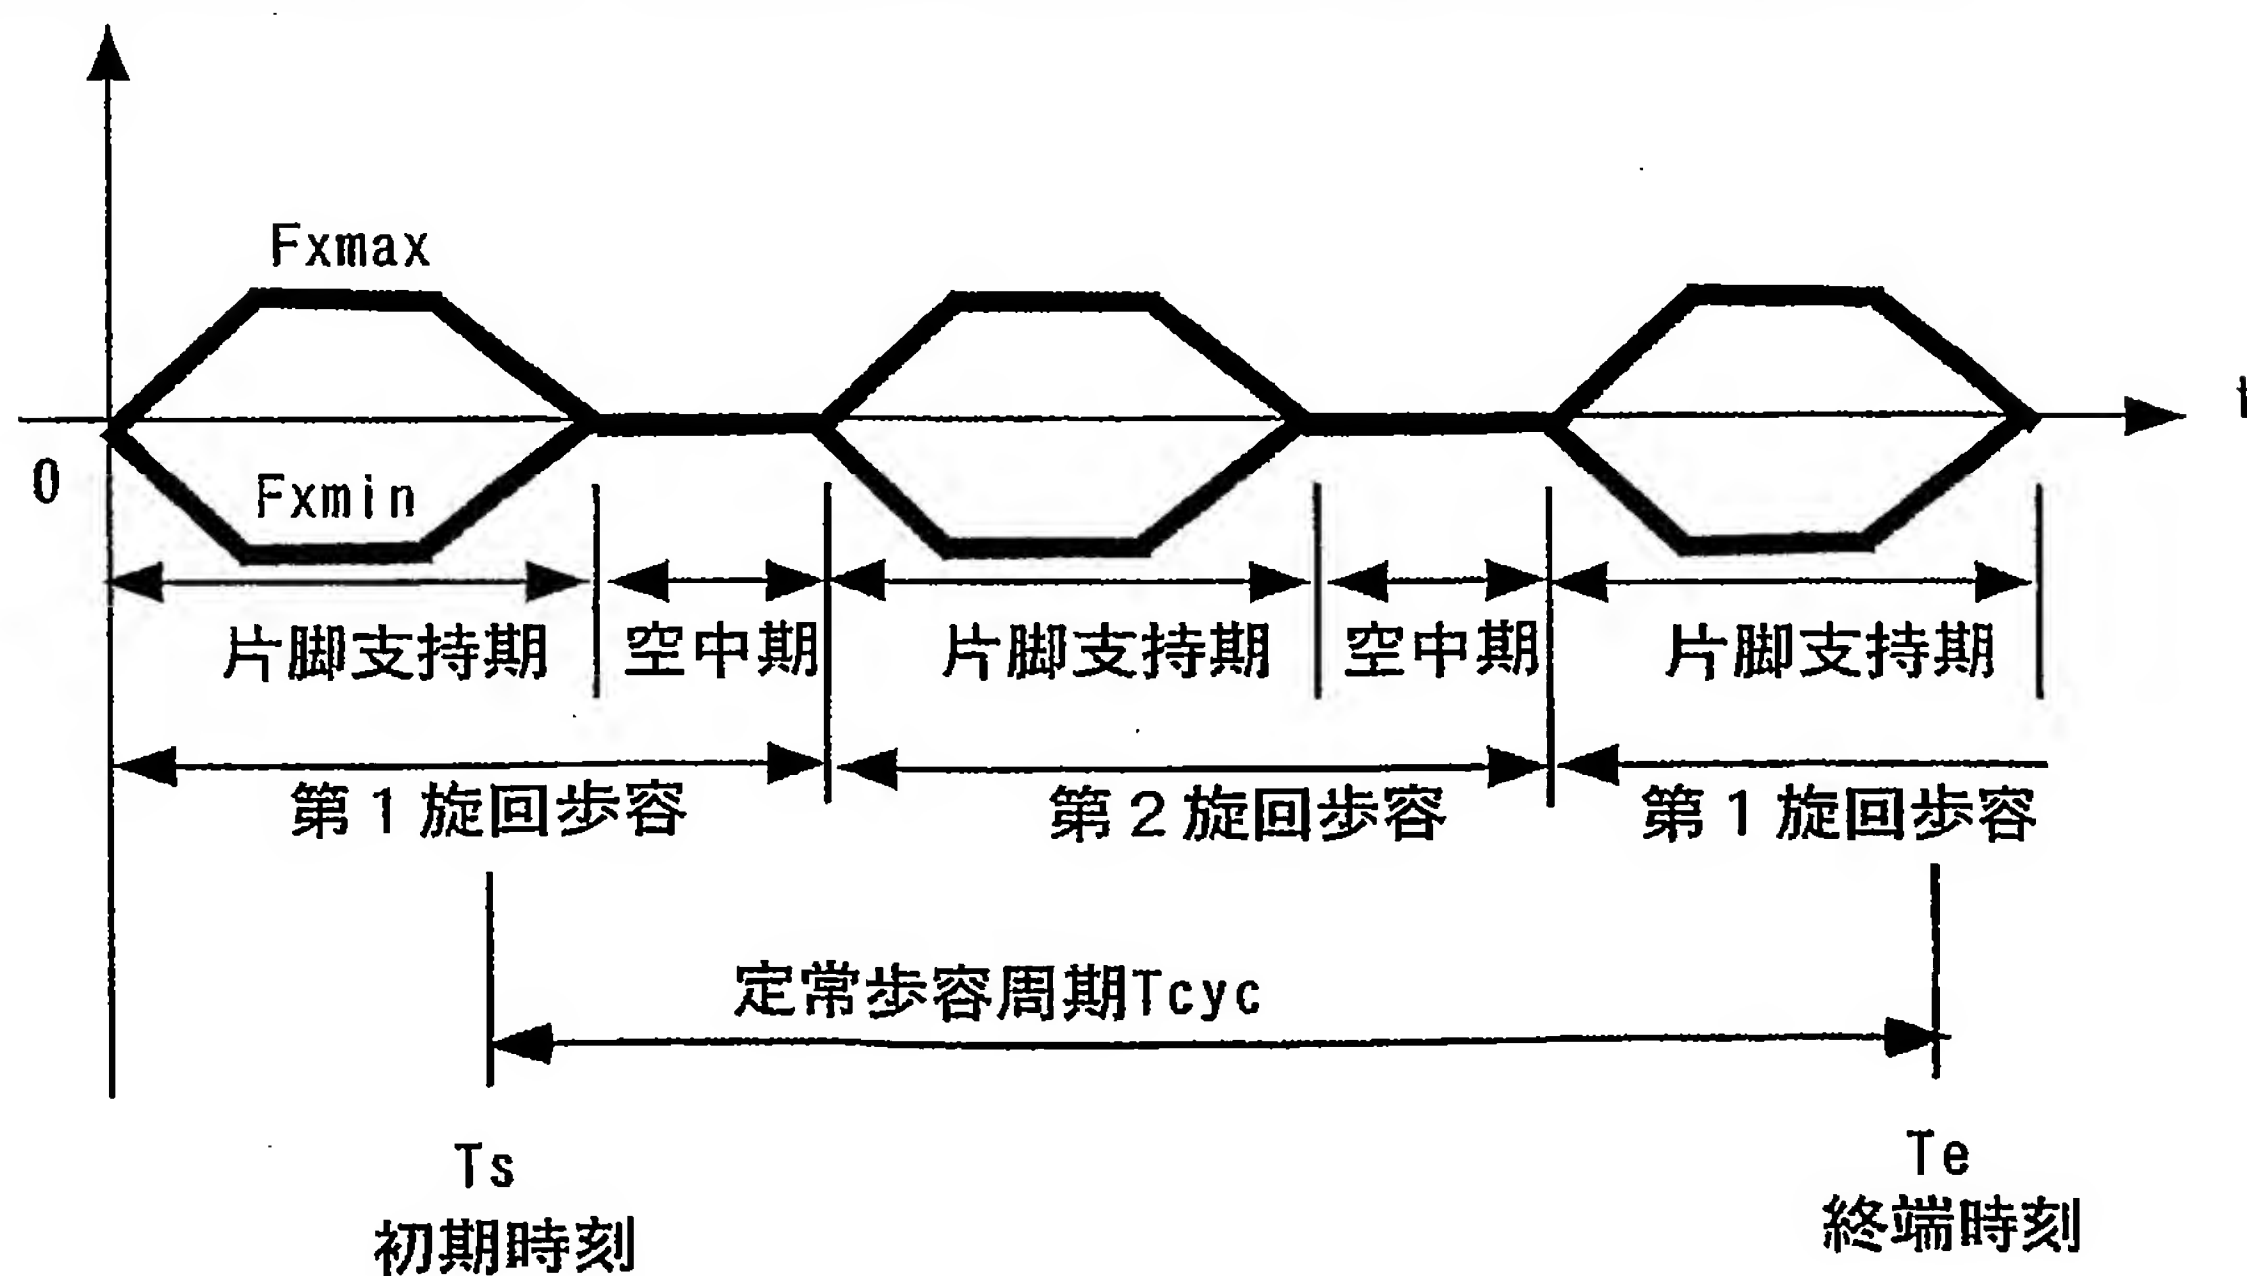 Fxmax
t
0
Fxmin
片脚支持期 空中期 片脚支持期 空中期 片脚支持期
第1旋回歩容 第2旋回歩容 第1旋回歩容
定常歩容周期Tcyc
Ts Te
初期時刻 終端時刻